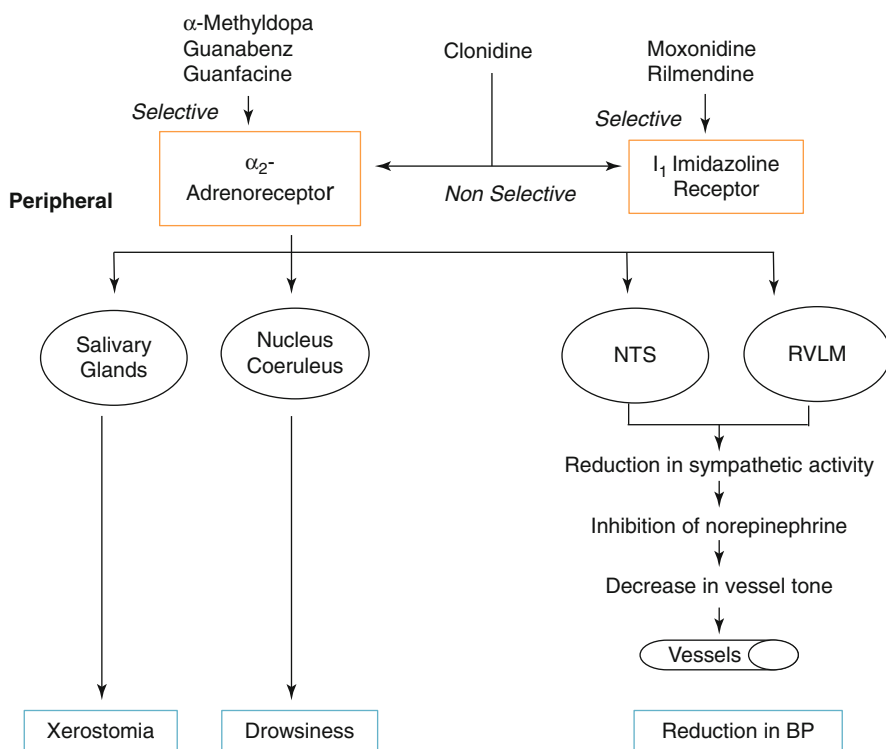 α-Methyldopa
Guanabenz
Guanfacine
Clonidine
Moxonidine
Rilmendine
Selective
Selective
α2-
Adrenoreceptor
I1 Imidazoline
Receptor
Non Selective
Peripheral
Salivary
Glands
Nucleus
Coeruleus
NTS
RVLM
Reduction in sympathetic activity
Inhibition of norepinephrine
Decrease in vessel tone
Vessels
Xerostomia
Drowsiness
Reduction in BP